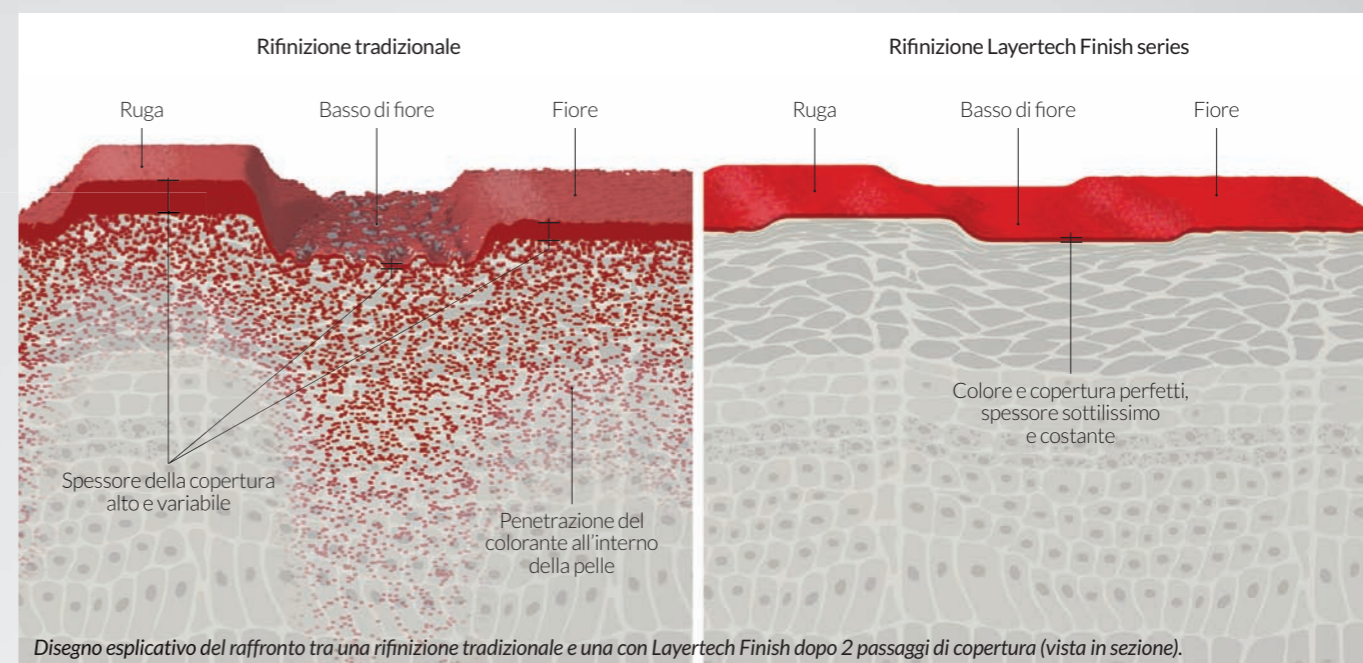 Rifinizione tradizionale
Ruga
Basso di fiore
Fiore
Spessore della copertura
alto e variabile
Penetrazione del
colorante all'interno
della pelle
Rifinizione Layertech Finish series
Ruga
Basso di fiore
Fiore
Colore e copertura perfetti,
spessore sottilissimo
e costante
Disegno esplicativo del raffronto tra una rifinizione tradizionale e una con Layertech Finish dopo 2 passaggi di copertura (vista in sezione).